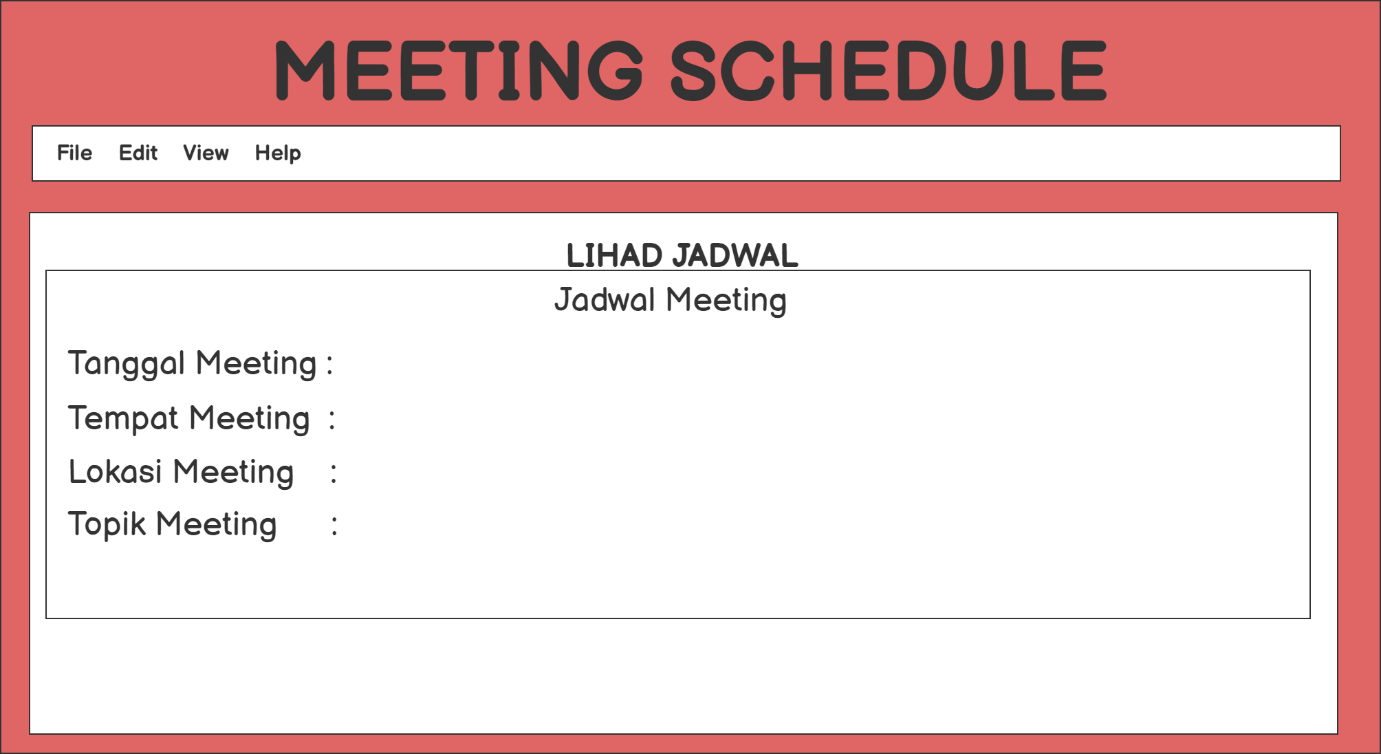 MEETING SCHEDULE
File Edit View Help
LIHAD JADWAL
Jadwal Meeting
Tanggal Meeting :
Tempat Meeting :
Lokasi Meeting :
Topik Meeting :